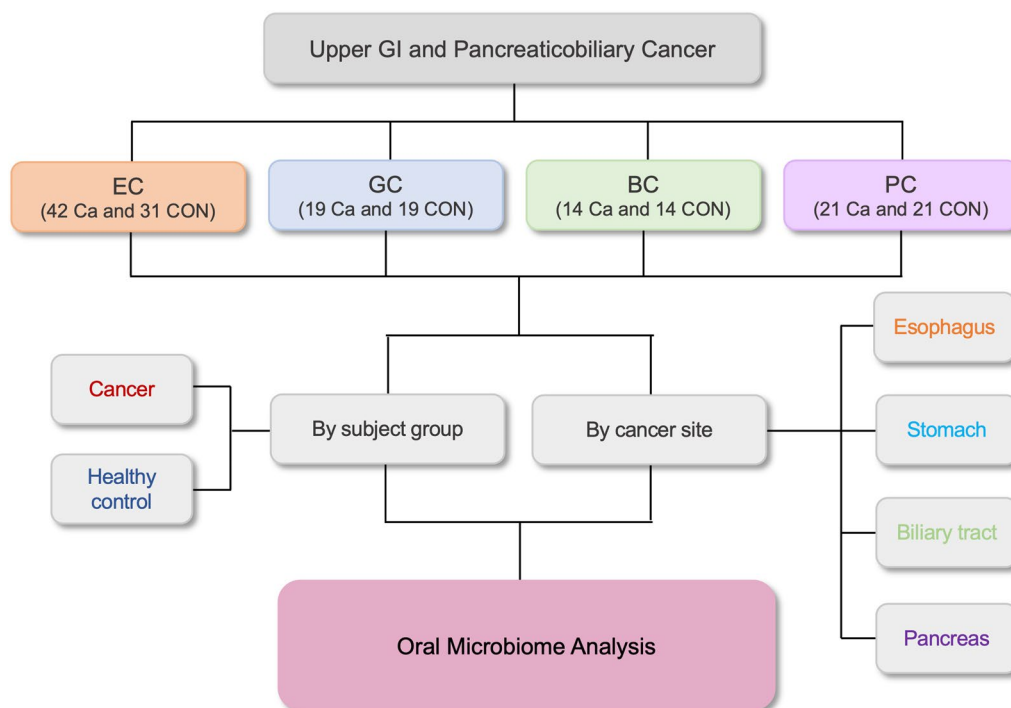 Upper GI and Pancreaticobiliary Cancer
EC
(42 Ca and 31 CON)
GC
(19 Ca and 19 CON)
BC
(14 Ca and 14 CON)
PC
(21 Ca and 21 CON)
Esophagus
Cancer
By subject group
By cancer site
Stomach
Healthy
control
Biliary tract
Oral Microbiome Analysis
Pancreas